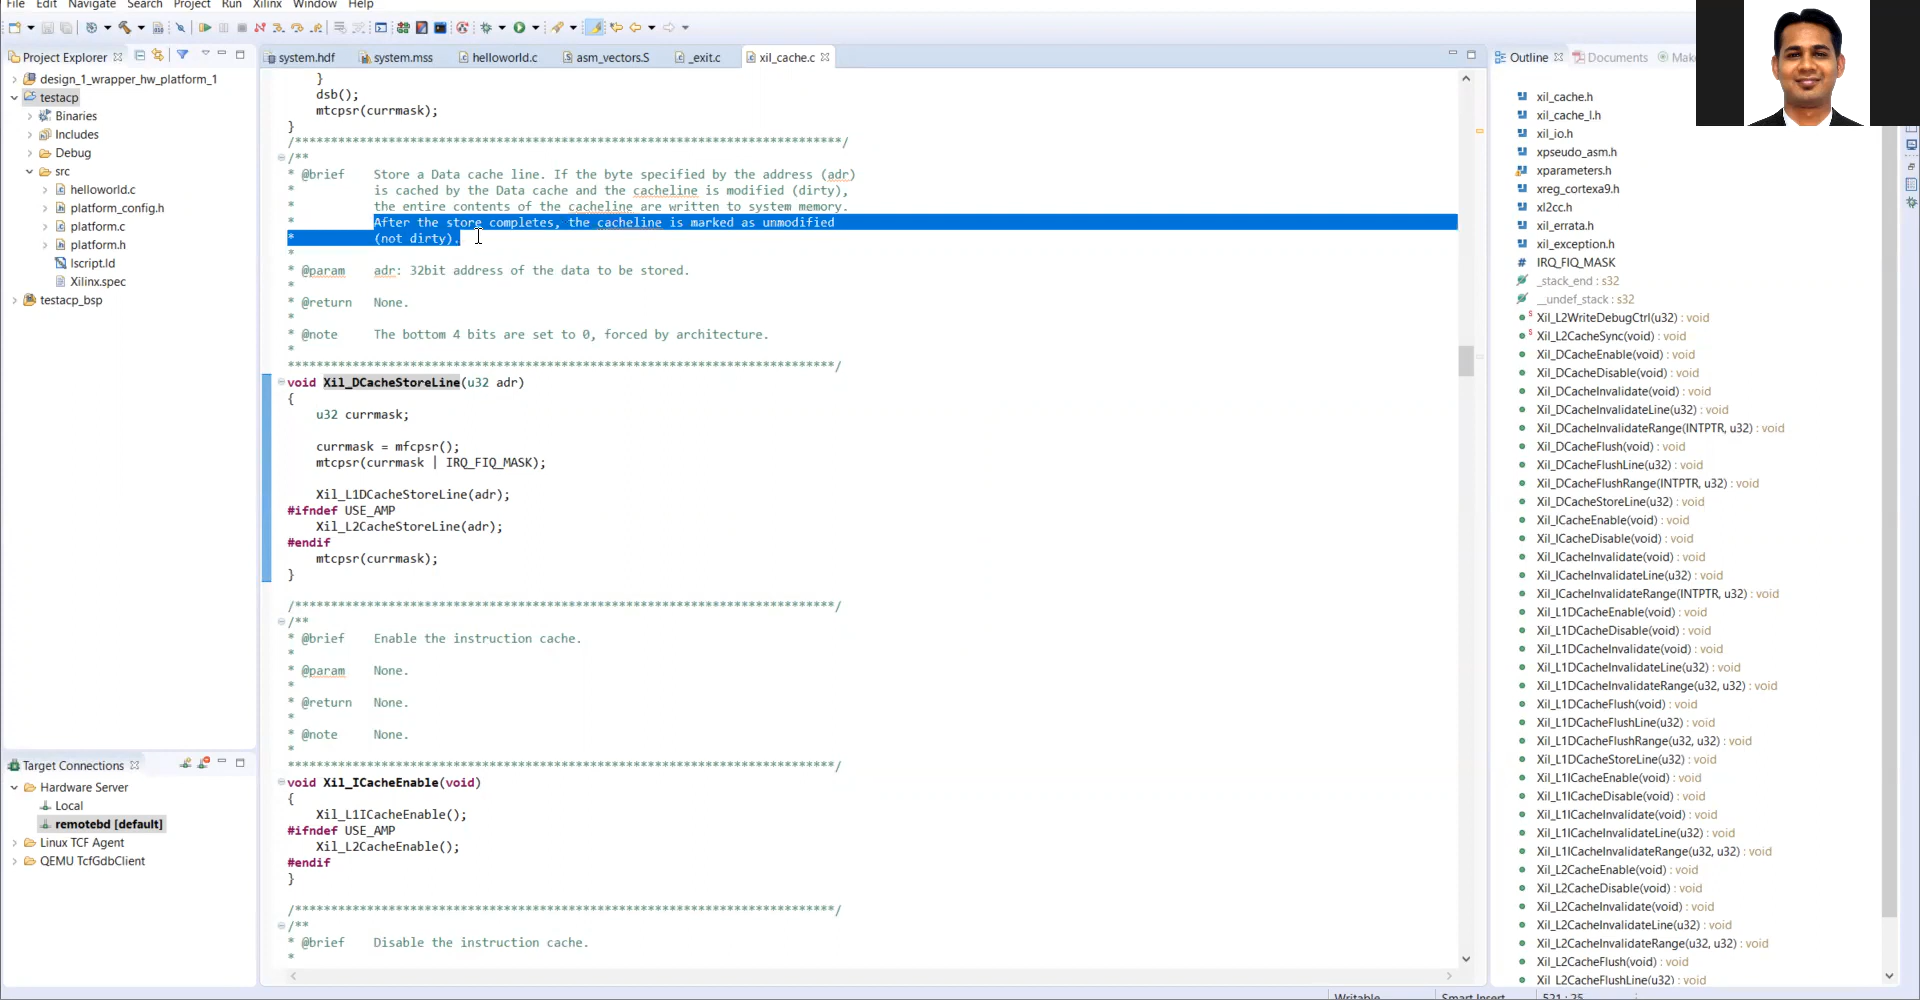 File Edit Navigate Search Project Run Xilinx Window Help
Project Explorer
design_1_wrapper_hw_platform_1
testacp
Binaries
Includes
Debug
src
helloworld.c
platform_config.h
platform.c
platform.h
lscript.ld
Xilinx.spec
testacp_bsp
Target Connections
Hardware Server
Local
remotebd [default]
Linux TCF Agent
QEMU TcfGdbClient
system.hdf system.mss helloworld.c asm_vectors.S _exit.c xil_cache.c
}
dsb();
mtcpsr(currmask);
}
/****************************************************************************/
/**
* @brief Store a Data cache line. If the byte specified by the address (adr)
* is cached by the Data cache and the cacheline is modified (dirty),
* the entire contents of the cacheline are written to system memory.
* After the store completes, the cacheline is marked as unmodified
* (not dirty).
*
* @param adr: 32bit address of the data to be stored.
*
* @return None.
*
* @note The bottom 4 bits are set to 0, forced by architecture.
*
****************************************************************************/
void Xil_DCacheStoreLine(u32 adr)
{
u32 currmask;
currmask = mfcpsr();
mtcpsr(currmask | IRQ_FIQ_MASK);
Xil_L1DCacheStoreLine(adr);
#ifndef USE_AMP
Xil_L2CacheStoreLine(adr);
#endif
mtcpsr(currmask);
}
/***************************************************************************/
/**
* @brief Enable the instruction cache.
*
* @param None.
*
* @return None.
*
* @note None.
*
****************************************************************************/
void Xil_ICacheEnable(void)
{
Xil_L1ICacheEnable();
#ifndef USE_AMP
Xil_L2CacheEnable();
#endif
}
/***************************************************************************/
/**
* @brief Disable the instruction cache.
*
Outline Documents Mak
xil_cache.h
xil_cache_l.h
xil_io.h
xpseudo_asm.h
xparameters.h
xreg_cortexa9.h
xl2cc.h
xil_errata.h
xil_exception.h
# IRQ_FIQ_MASK
_stack_end : s32
__undef_stack : s32
Xil_L2WriteDebugCtrl(u32) : void
Xil_L2CacheSync(void) : void
Xil_DCacheEnable(void) : void
Xil_DCacheDisable(void) : void
Xil_DCacheInvalidate(void) : void
Xil_DCacheInvalidateLine(u32) : void
Xil_DCacheInvalidateRange(INTPTR, u32) : void
Xil_DCacheFlush(void) : void
Xil_DCacheFlushLine(u32) : void
Xil_DCacheFlushRange(INTPTR, u32) : void
Xil_DCacheStoreLine(u32) : void
Xil_ICacheEnable(void) : void
Xil_ICacheDisable(void) : void
Xil_ICacheInvalidate(void) : void
Xil_ICacheInvalidateLine(u32) : void
Xil_ICacheInvalidateRange(INTPTR, u32) : void
Xil_L1DCacheEnable(void) : void
Xil_L1DCacheDisable(void) : void
Xil_L1DCacheInvalidate(void) : void
Xil_L1DCacheInvalidateLine(u32) : void
Xil_L1DCacheInvalidateRange(u32, u32) : void
Xil_L1DCacheFlush(void) : void
Xil_L1DCacheFlushLine(u32) : void
Xil_L1DCacheFlushRange(u32, u32) : void
Xil_L1DCacheStoreLine(u32) : void
Xil_L1ICacheEnable(void) : void
Xil_L1ICacheDisable(void) : void
Xil_L1ICacheInvalidate(void) : void
Xil_L1ICacheInvalidateLine(u32) : void
Xil_L1ICacheInvalidateRange(u32, u32) : void
Xil_L2CacheEnable(void) : void
Xil_L2CacheDisable(void) : void
Xil_L2CacheInvalidate(void) : void
Xil_L2CacheInvalidateLine(u32) : void
Xil_L2CacheInvalidateRange(u32, u32) : void
Xil_L2CacheFlush(void) : void
Xil_L2CacheFlushLine(u32) : void
Writable Smart Insert 521 : 25